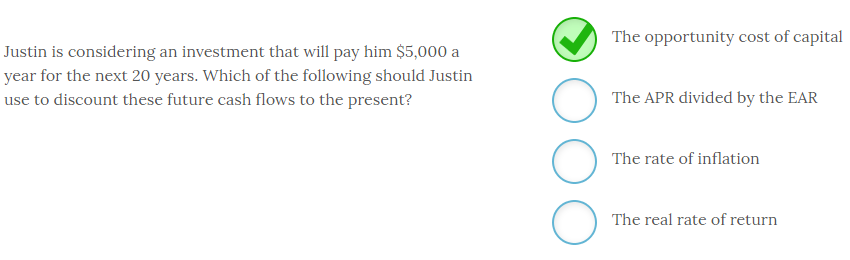 Justin is considering an investment that will pay him $5,000 a
year for the next 20 years. Which of the following should Justin
use to discount these future cash flows to the present?
The opportunity cost of capital
The APR divided by the EAR
The rate of inflation
The real rate of return